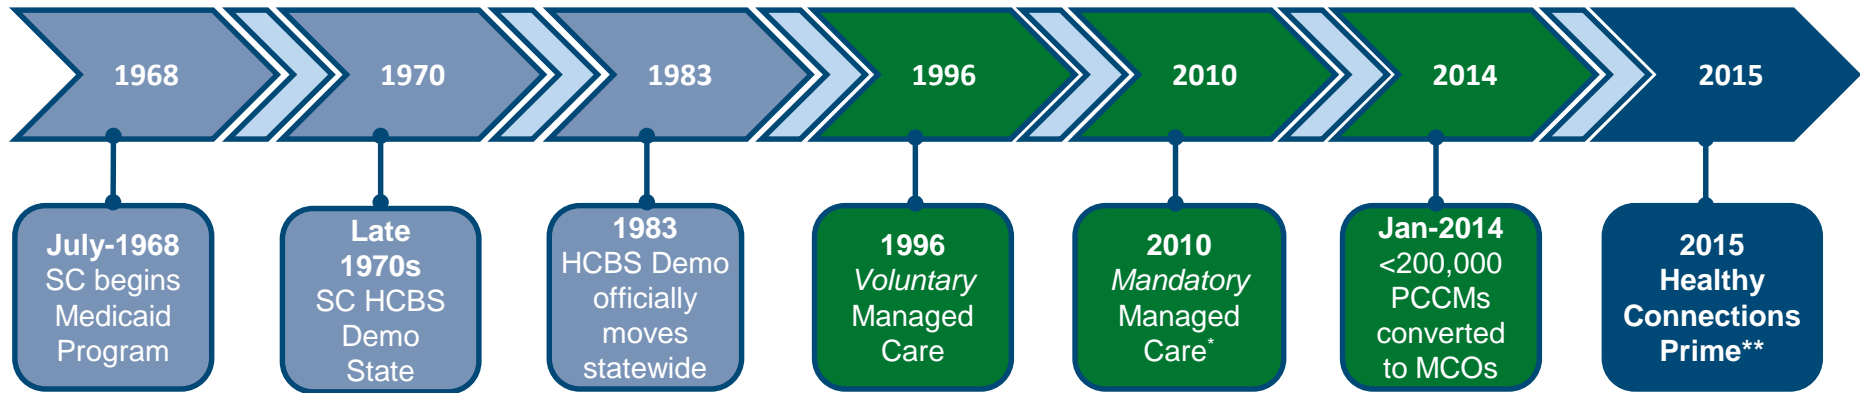 1968
1970
1983
1996
2010
2014
2015
July-1968
SC begins
Medicaid
Program
Late
1970s
SC HCBS
Demo
State
1983
HCBS Demo
officially
moves
statewide
1996
Voluntary
Managed
Care
2010
Mandatory
Managed
Care*
Jan-2014
<200,000
PCCMs
converted
to MCOs
2015
Healthy
Connections
Prime**